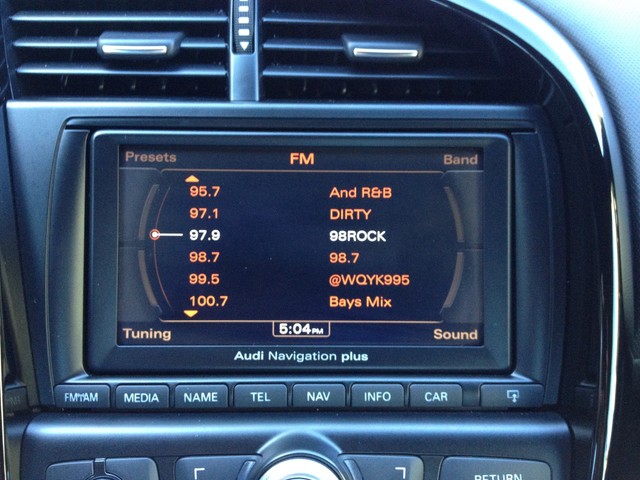 Presets FM Band
95.7 And R&B
97.1 DIRTY
97.9 98ROCK
98.7 98.7
99.5 @WQYK995
100.7 Bays Mix
Tuning 5:04PM Sound
Audi Navigation plus
FM/AM MEDIA NAME TEL NAV INFO CAR
RETURN